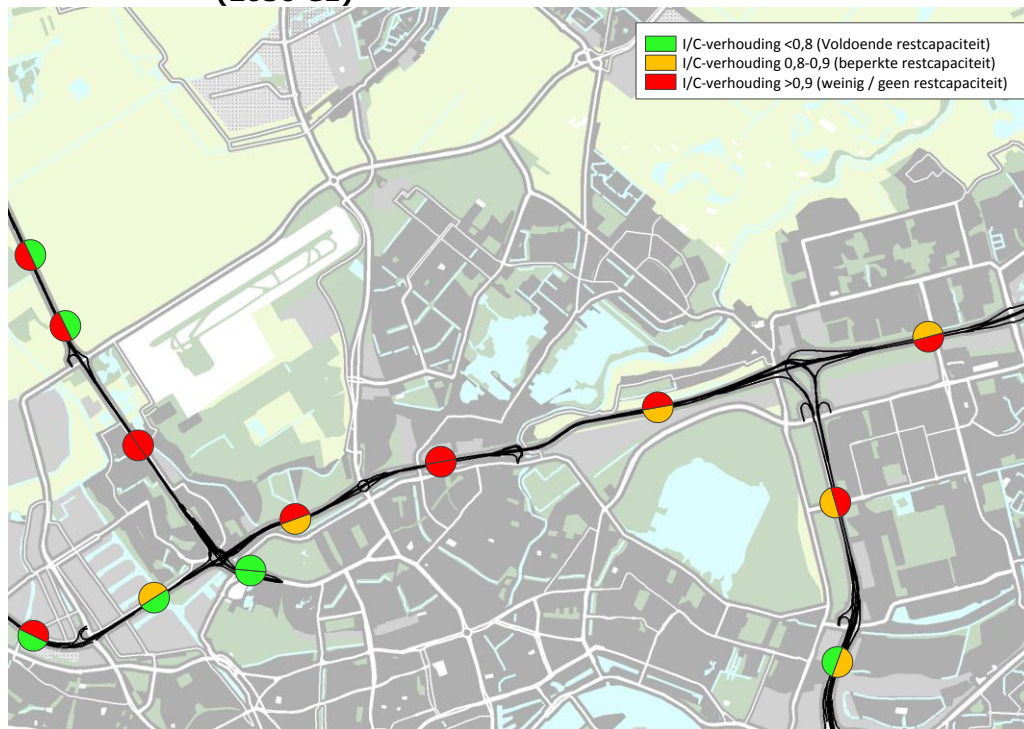 I/C-verhouding <0,8 (Voldoende restcapaciteit)
I/C-verhouding 0,8-0,9 (beperkte restcapaciteit)
I/C-verhouding >0,9 (weinig / geen restcapaciteit)